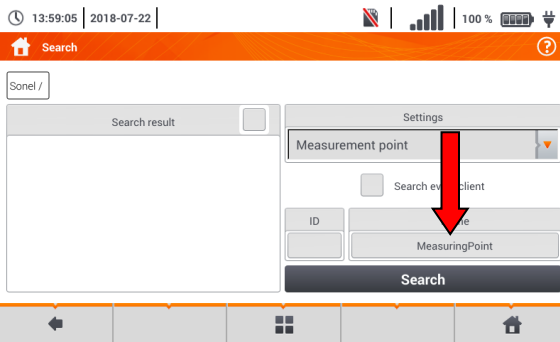 13:59:05 2018-07-22 100 %
Search
Sonel /
Search result
Settings
Measurement point
Search client
ID
MeasuringPoint
Search